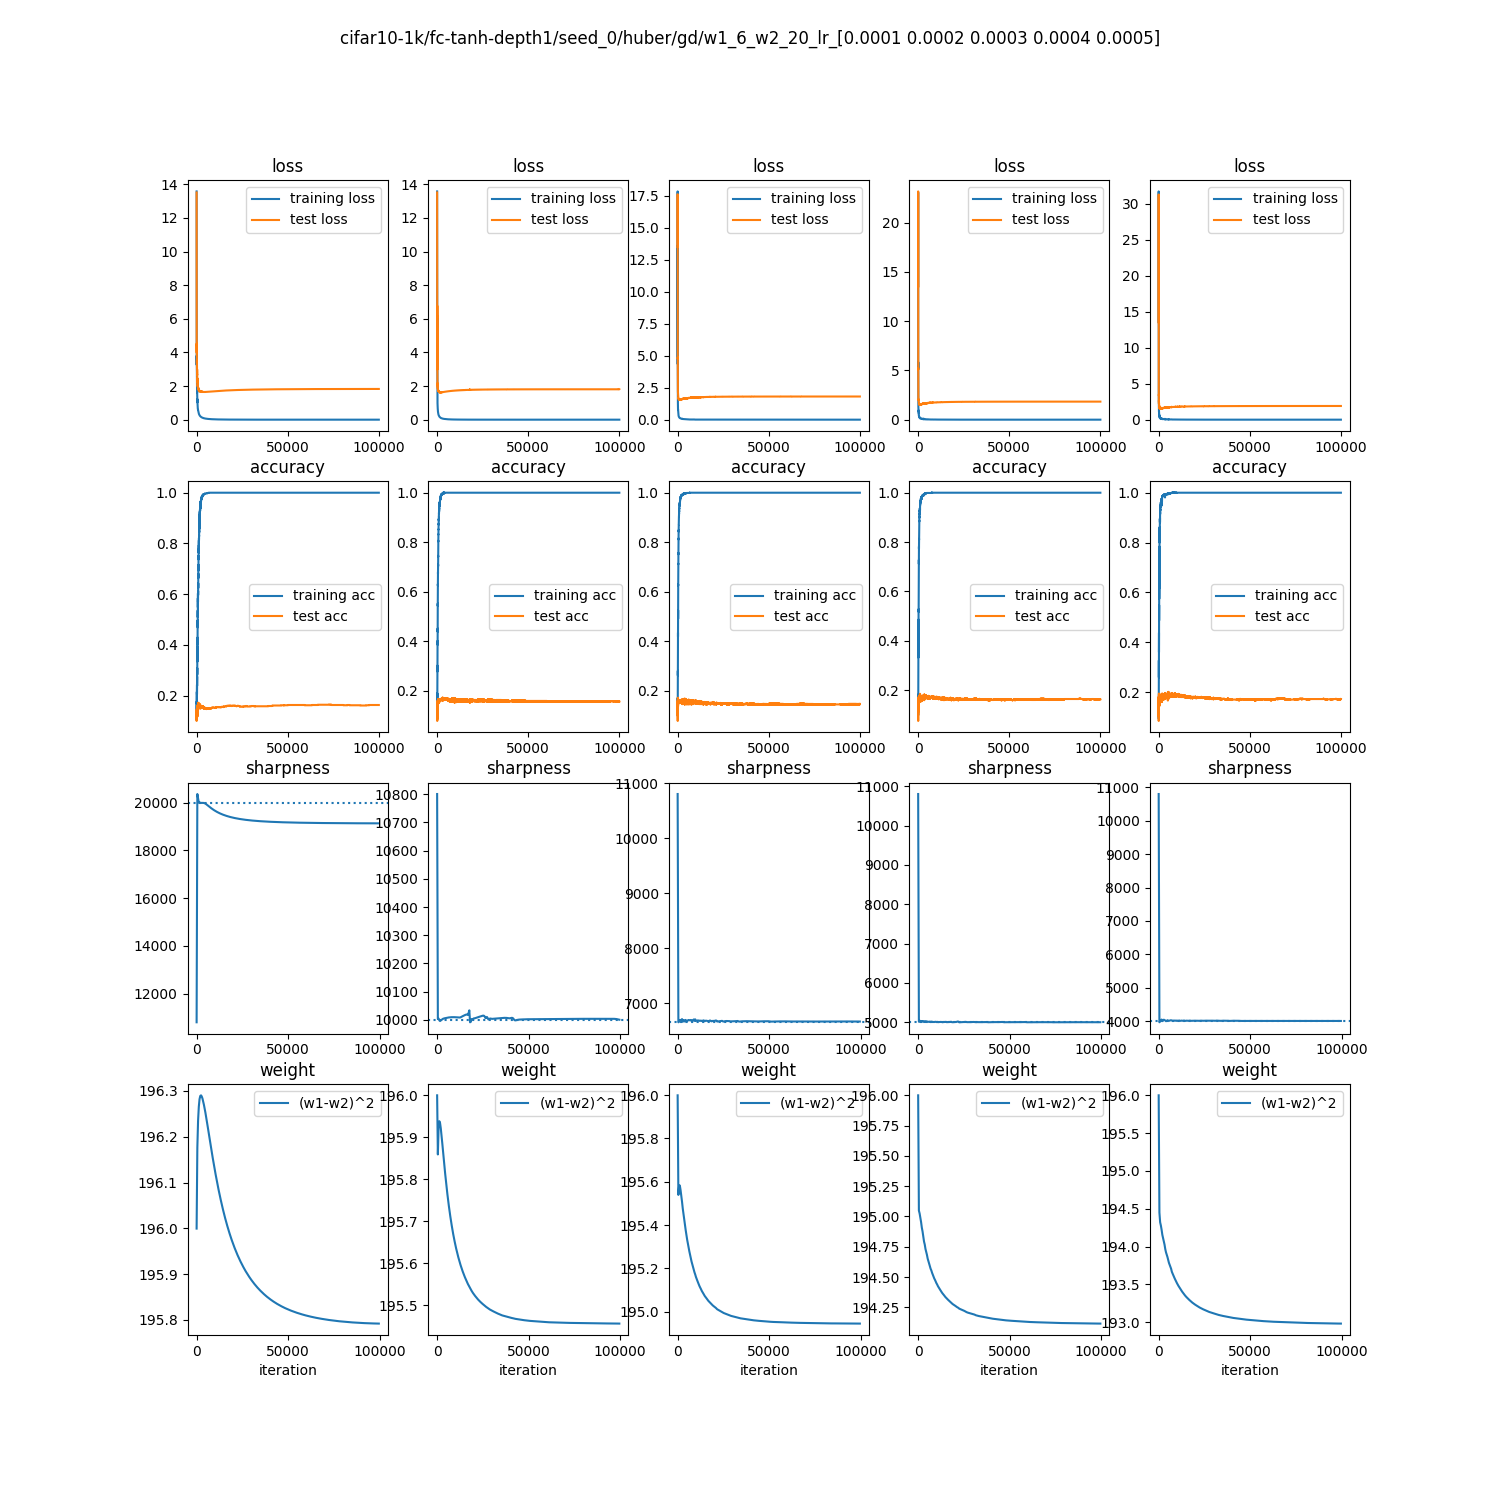 cifar10-1k/fc-tanh-depth1/seed_0/huber/gd/w1_6_w2_20_lr_[0.0001 0.0002 0.0003 0.0004 0.0005]
loss
training loss
test loss
14
12
10
8
6
4
2
0
0 50000 100000
loss
training loss
test loss
14
12
10
8
6
4
2
0
0 50000 100000
loss
training loss
test loss
17.5
15.0
12.5
10.0
7.5
5.0
2.5
0.0
0 50000 100000
loss
training loss
test loss
20
15
10
5
0
0 50000 100000
loss
training loss
test loss
30
25
20
15
10
5
0
0 50000 100000
accuracy
training acc
test acc
1.0
0.8
0.6
0.4
0.2
0 50000 100000
accuracy
training acc
test acc
1.0
0.8
0.6
0.4
0.2
0 50000 100000
accuracy
training acc
test acc
1.0
0.8
0.6
0.4
0.2
0 50000 100000
accuracy
training acc
test acc
1.0
0.8
0.6
0.4
0.2
0 50000 100000
accuracy
training acc
test acc
1.0
0.8
0.6
0.4
0.2
0 50000 100000
sharpness
20000
18000
16000
14000
12000
0 50000 100000
sharpness
10800
10700
10600
10500
10400
10300
10200
10100
10000
0 50000 100000
sharpness
11000
10000
9000
8000
7000
0 50000 100000
sharpness
11000
10000
9000
8000
7000
6000
5000
0 50000 100000
sharpness
11000
10000
9000
8000
7000
6000
5000
4000
0 50000 100000
weight
(w1-w2)^2
196.3
196.2
196.1
196.0
195.9
195.8
0 50000 100000
iteration
weight
(w1-w2)^2
196.0
195.9
195.8
195.7
195.6
195.5
0 50000 100000
iteration
weight
(w1-w2)^2
196.0
195.8
195.6
195.4
195.2
195.0
0 50000 100000
iteration
weight
(w1-w2)^2
196.00
195.75
195.50
195.25
195.00
194.75
194.50
194.25
0 50000 100000
iteration
weight
(w1-w2)^2
196.0
195.5
195.0
194.5
194.0
193.5
193.0
0 50000 100000
iteration